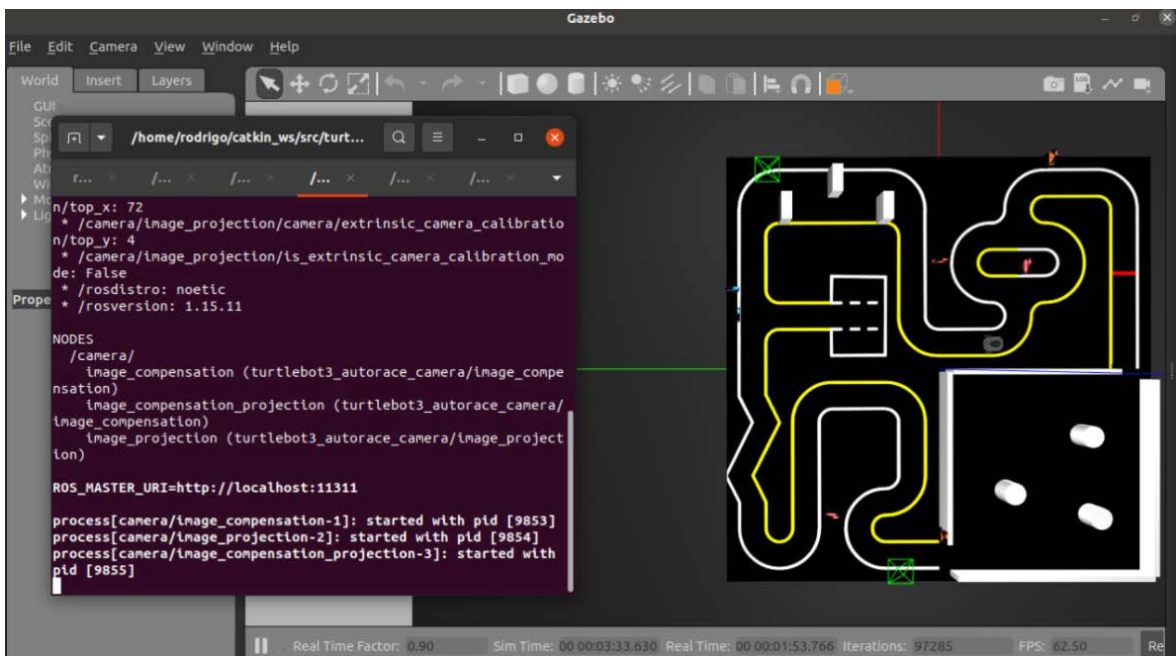 Gazebo
File Edit Camera View Window Help
World Insert Layers
GUI
/home/rodrigo/catkin_ws/src/turt...
r... /... /... /... /... /...
n/top_x: 72
* /camera/image_projection/camera/extrinsic_camera_calibratio
n/top_y: 4
* /camera/image_projection/is_extrinsic_camera_calibration_mo
de: False
* /rosdistro: noetic
* /rosversion: 1.15.11
NODES
/camera/
image_compensation (turtlebot3_autorace_camera/image_compe
nsation)
image_compensation_projection (turtlebot3_autorace_camera/
image_compensation)
image_projection (turtlebot3_autorace_camera/image_project
ion)
ROS_MASTER_URI=http://localhost:11311
process[camera/image_compensation-1]: started with pid [9853]
process[camera/image_projection-2]: started with pid [9854]
process[camera/image_compensation_projection-3]: started with
pid [9855]
Prope
Real Time Factor: 0.90 Sim Time: 00 00:03:33.630 Real Time: 00 00:01:53.766 Iterations: 97285 FPS: 62.50 Re